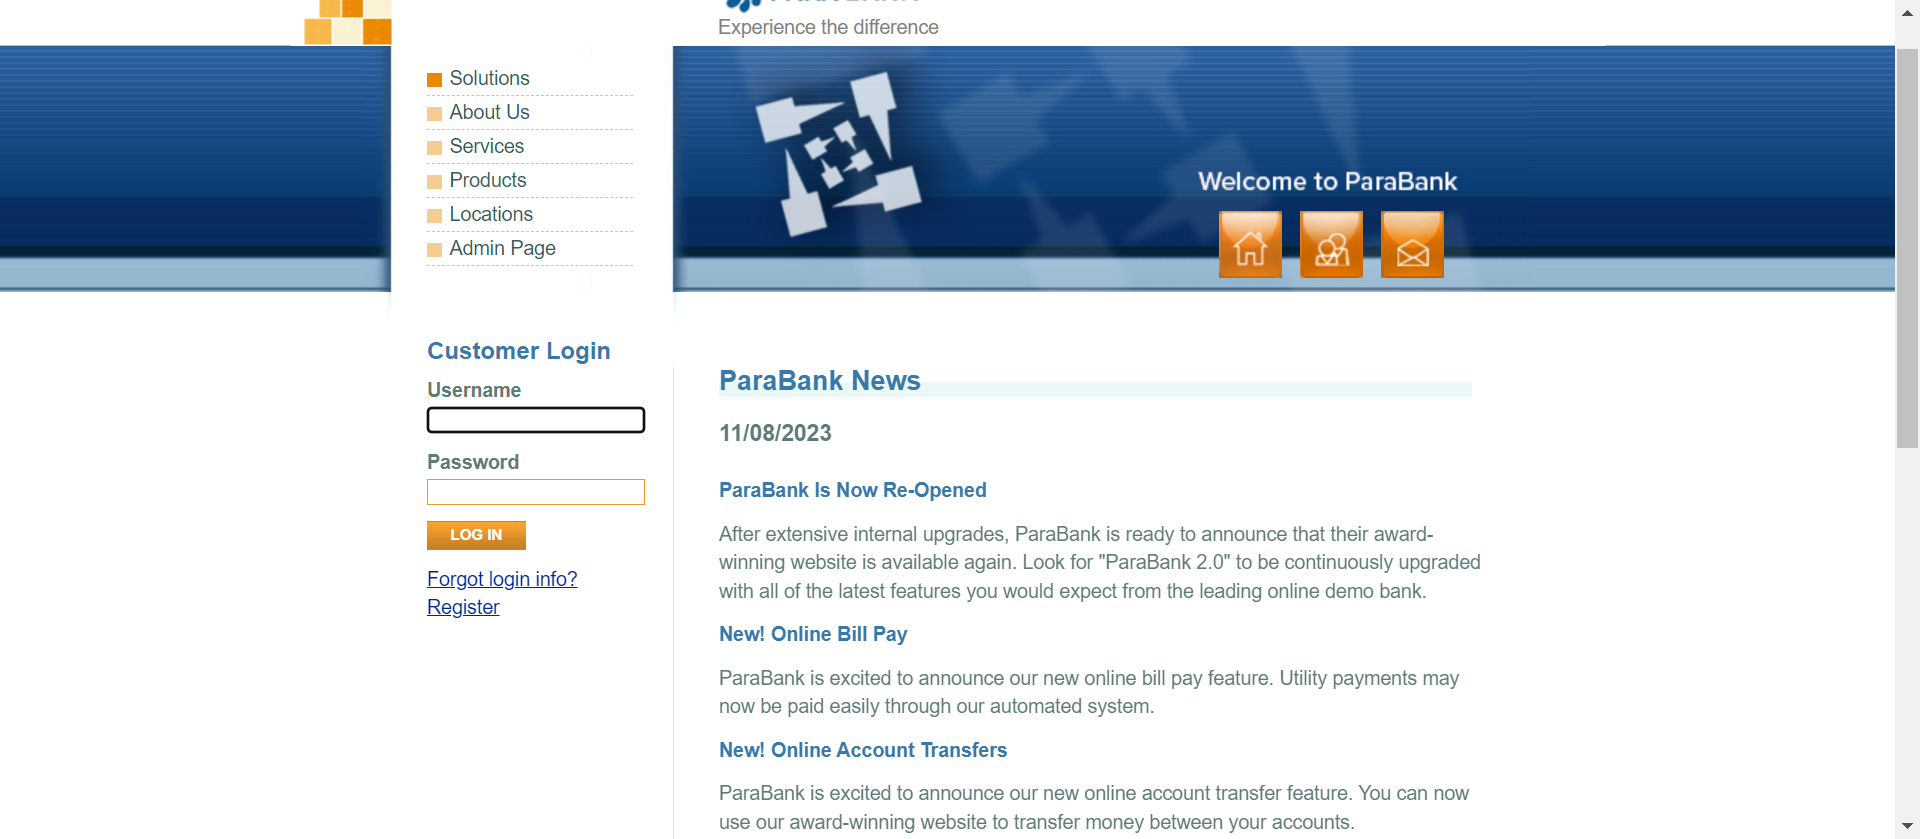 Experience the difference
Solutions
About Us
Services
Products
Locations
Admin Page
Welcome to ParaBank
Customer Login
Username
Password
LOG IN
Forgot login info?
Register
ParaBank News
11/08/2023
ParaBank Is Now Re-Opened
After extensive internal upgrades, ParaBank is ready to announce that their award-
winning website is available again. Look for "ParaBank 2.0" to be continuously upgraded
with all of the latest features you would expect from the leading online demo bank.
New! Online Bill Pay
ParaBank is excited to announce our new online bill pay feature. Utility payments may
now be paid easily through our automated system.
New! Online Account Transfers
ParaBank is excited to announce our new online account transfer feature. You can now
use our award-winning website to transfer money between your accounts.